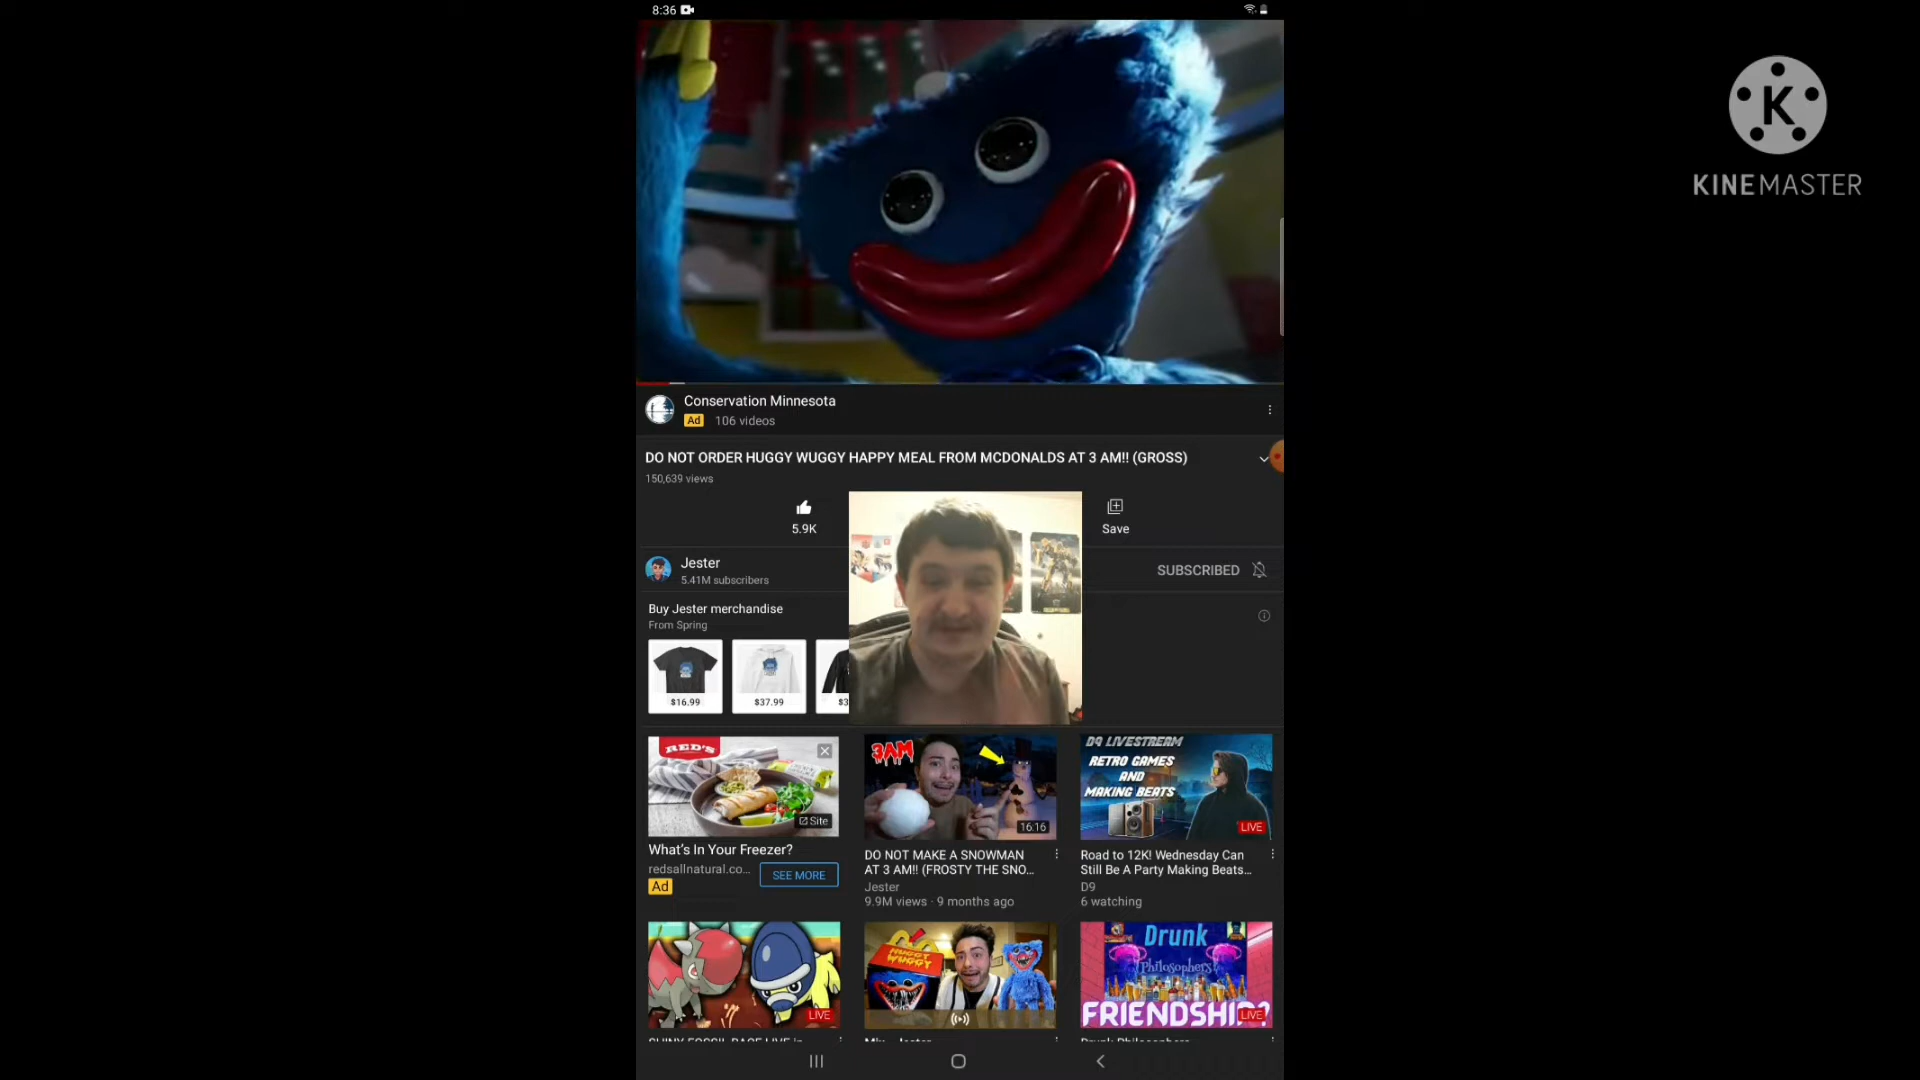 8:36
KINEMASTER
Conservation Minnesota
Ad 106 videos
DO NOT ORDER HUGGY WUGGY HAPPY MEAL FROM MCDONALDS AT 3 AM!! (GROSS)
150,639 views
5.9K
Save
Jester
5.41M subscribers
SUBSCRIBED
Buy Jester merchandise
From Spring
$16.99
$37.99
$3
RED'S
Site
What's In Your Freezer?
redsallnatural.co...
Ad
SEE MORE
3AM
16:16
DO NOT MAKE A SNOWMAN
AT 3 AM!! (FROSTY THE SNO...
Jester
9.9M views · 9 months ago
D9 LIVESTREAM
RETRO GAMES
AND
MAKING BEATS
LIVE
Road to 12K! Wednesday Can
Still Be A Party Making Beats...
D9
6 watching
LIVE
HUGGY
WUGGY
Drunk
Philosophers
FRIENDSHIP?
LIVE